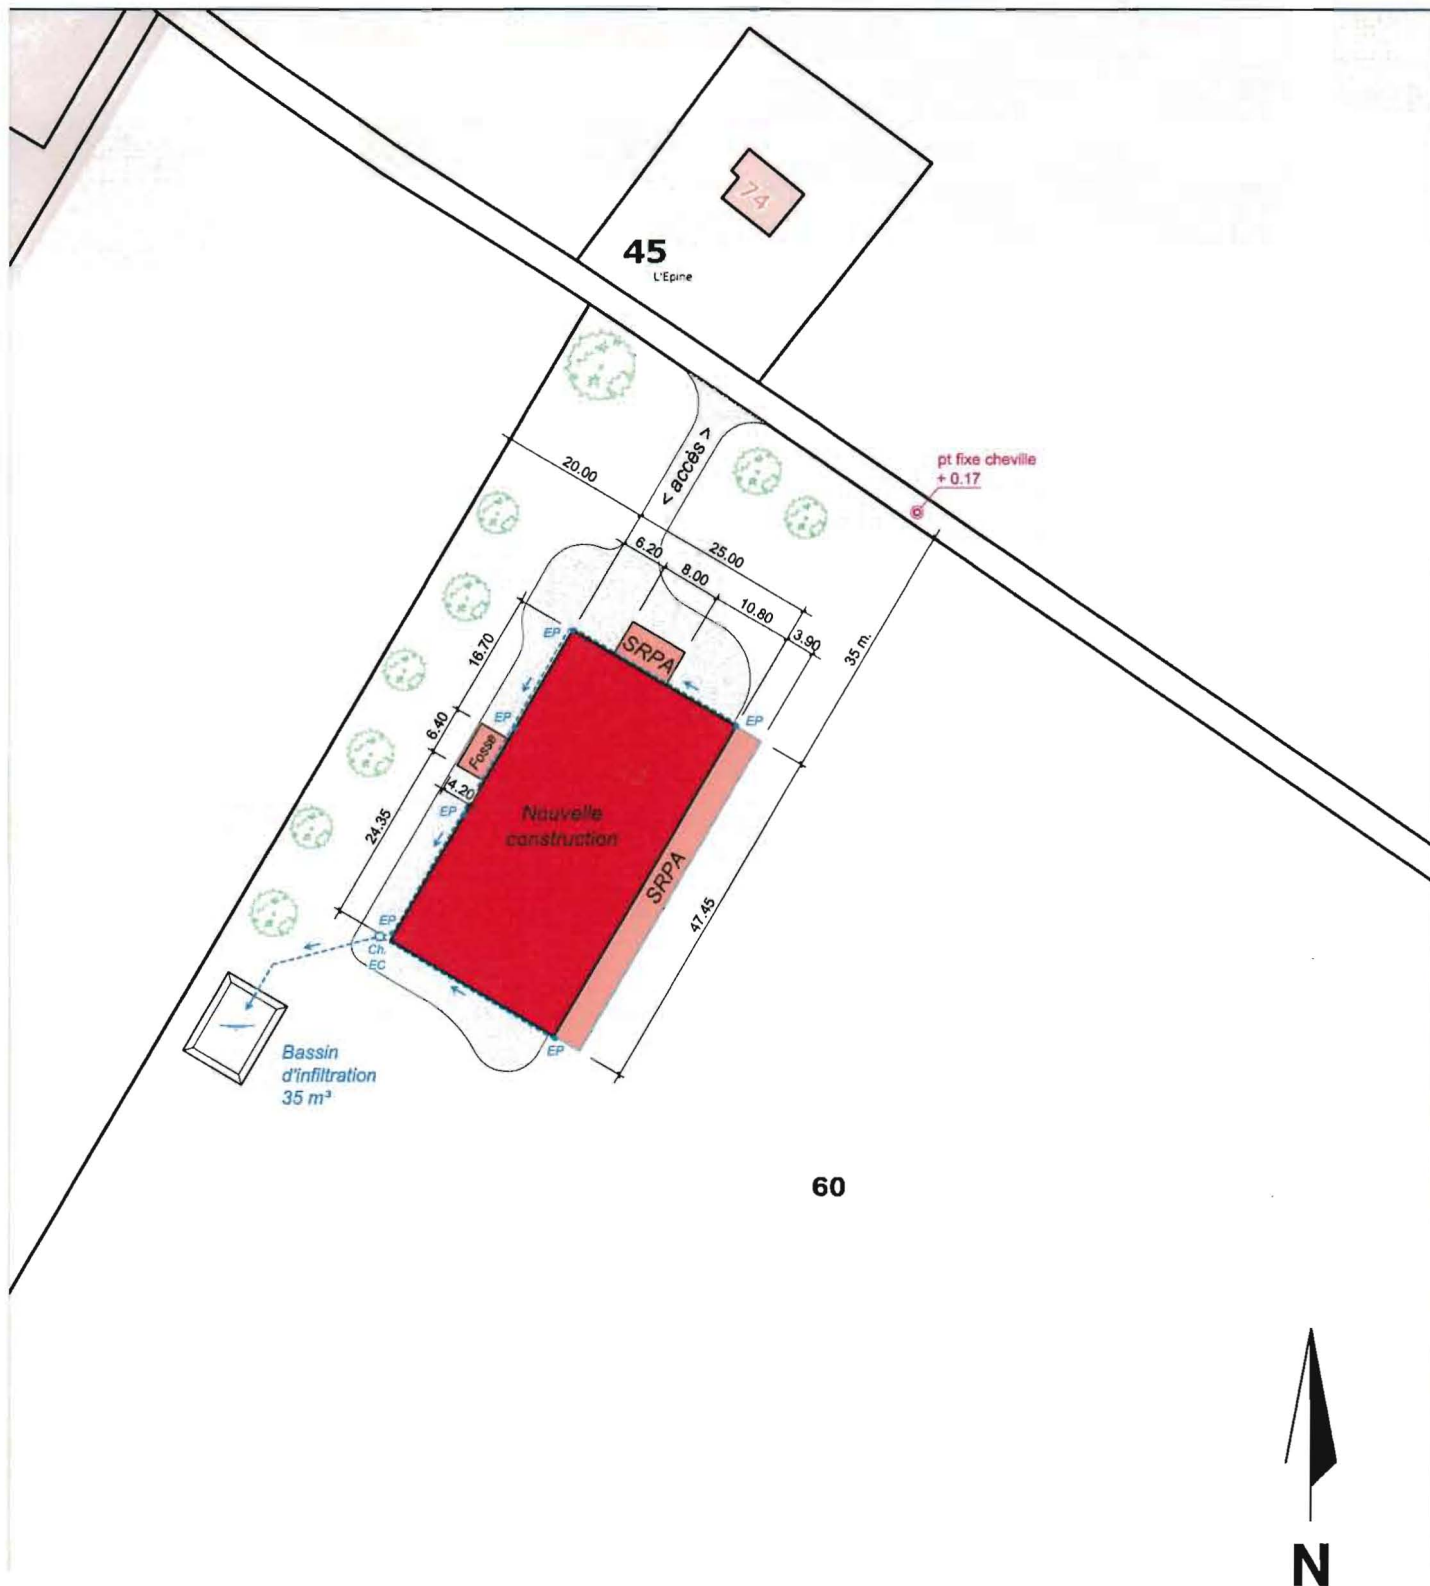 74
45
L'Epine
< accès >
pt fixe cheville
+ 0.17
20.00
6.20
25.00
8.00
10.80
3.90
35 m.
16.70
EP
SRPA
EP
EP
6.40
Fosse
4.20
EP
24.35
Nouvelle
construction
SRPA
47.45
EP
Ch.
EC
EP
Bassin
d'infiltration
35 m³
60
N